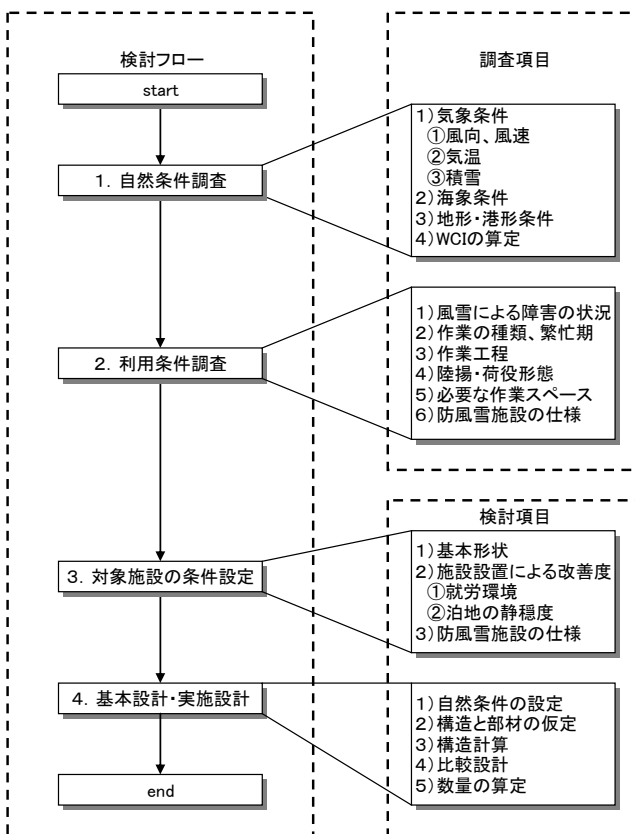 検討フロー
start
1．自然条件調査
2．利用条件調査
3．対象施設の条件設定
4．基本設計・実施設計
end
調査項目
1）気象条件
①風向、風速
②気温
③積雪
2）海象条件
3）地形・港形条件
4）WCIの算定
1）風雪による障害の状況
2）作業の種類、繁忙期
3）作業工程
4）陸揚・荷役形態
5）必要な作業スペース
6）防風雪施設の仕様
検討項目
1）基本形状
2）施設設置による改善度
①就労環境
②泊地の静穏度
3）防風雪施設の仕様
1）自然条件の設定
2）構造と部材の仮定
3）構造計算
4）比較設計
5）数量の算定